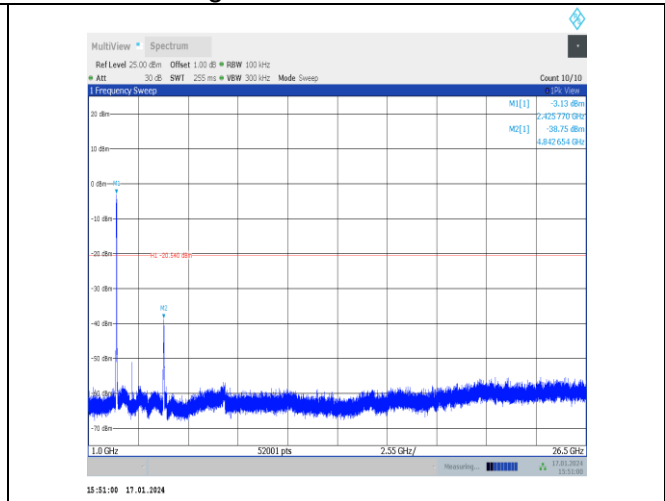 MultiView Spectrum
Ref Level 25.00 dBm Offset 1.00 dB RBW 100 kHz
Att 30 dB SWT 255 ms VBW 300 kHz Mode Sweep Count 10/10
1 Frequency Sweep 1Pk View
M1[1] -3.13 dBm
2.425 770 GHz
M2[1] -38.75 dBm
4.842 654 GHz
20 dBm
10 dBm
0 dBm
M1
-10 dBm
-20 dBm
H1 -20.540 dBm
-30 dBm
M2
-40 dBm
-50 dBm
-70 dBm
1.0 GHz 52001 pts 2.55 GHz/ 26.5 GHz
Measuring... 17.01.2024
15:51:00
15:51:00 17.01.2024